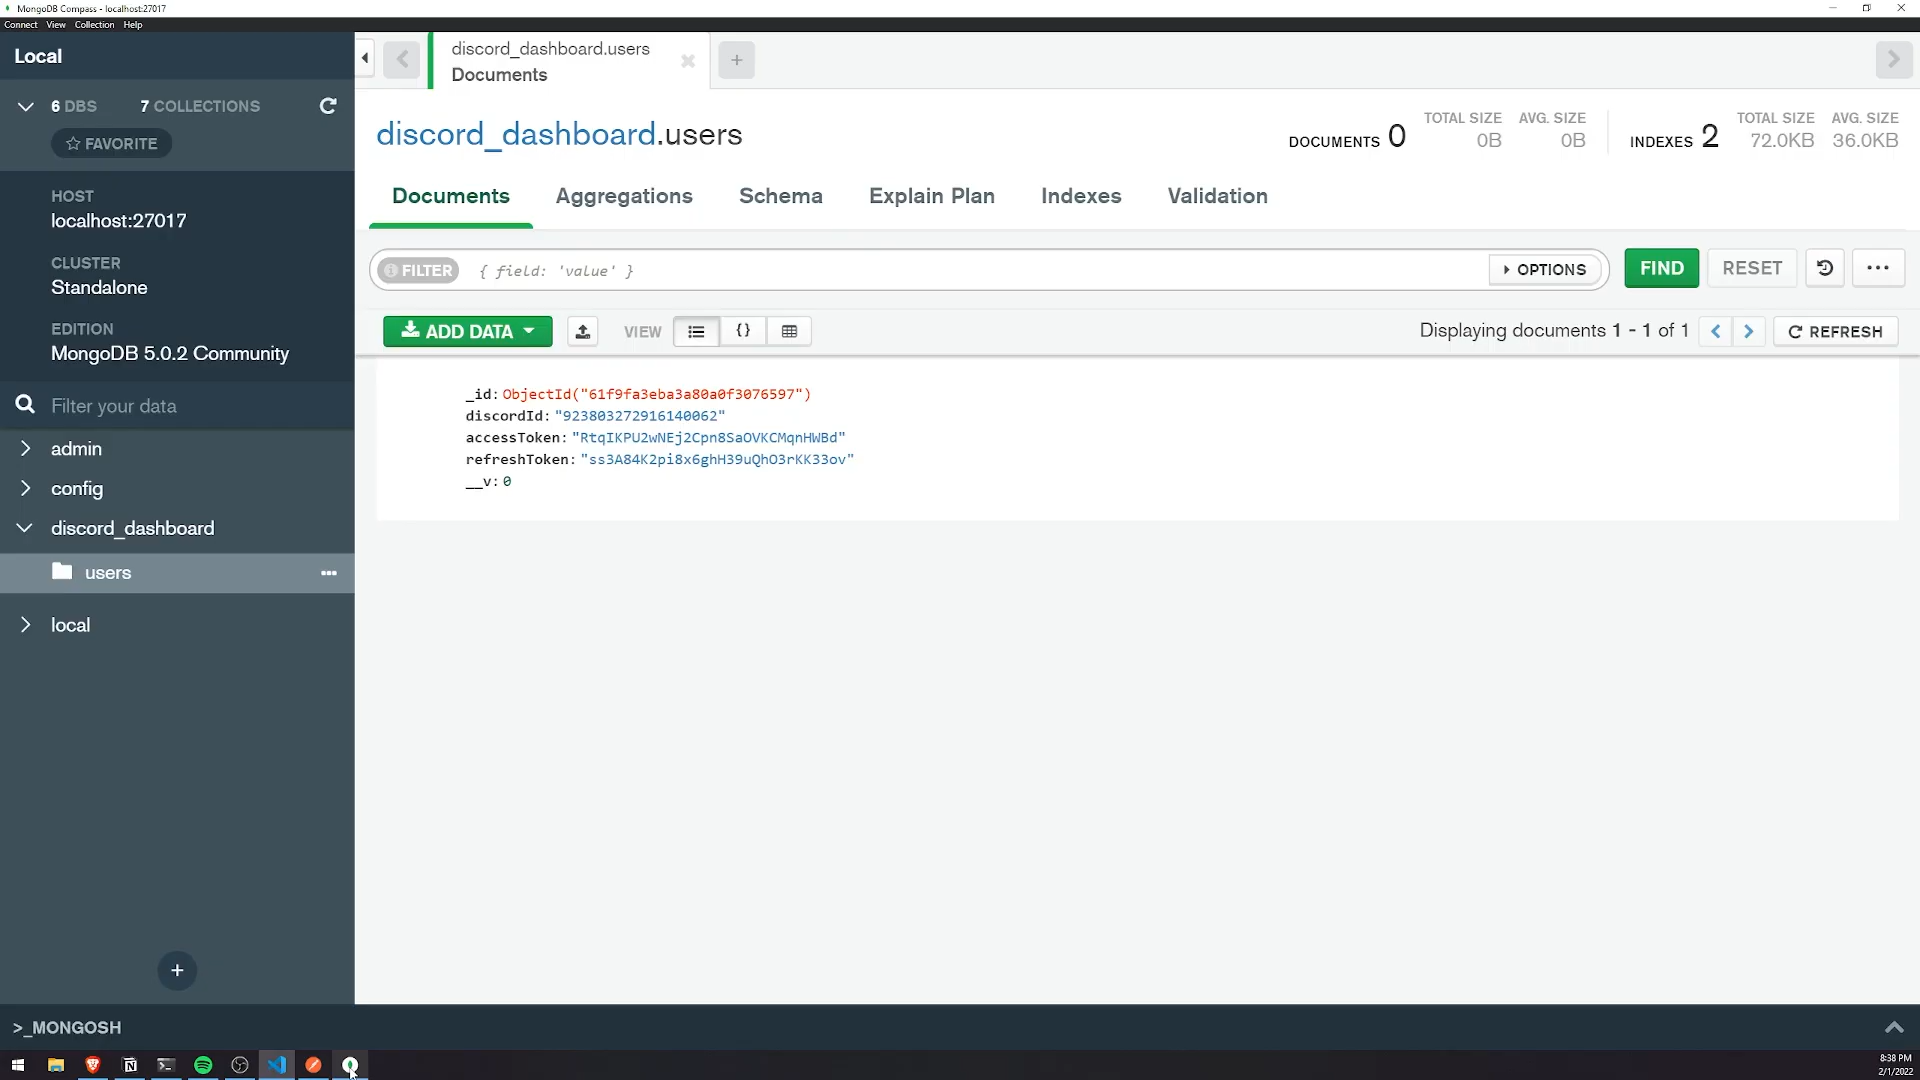 MongoDB Compass - localhost:27017
Connect View Collection Help
Local
6 DBS 7 COLLECTIONS
FAVORITE
HOST
localhost:27017
CLUSTER
Standalone
EDITION
MongoDB 5.0.2 Community
Filter your data
admin
config
discord_dashboard
users
local
discord_dashboard.users
Documents
discord_dashboard.users
DOCUMENTS 0
TOTAL SIZE AVG. SIZE
0B 0B
INDEXES 2
TOTAL SIZE AVG. SIZE
72.0KB 36.0KB
Documents Aggregations Schema Explain Plan Indexes Validation
FILTER { field: 'value' } OPTIONS FIND RESET
ADD DATA VIEW {} Displaying documents 1 - 1 of 1 REFRESH
_id: ObjectId("61f9fa3eba3a80a0f3076597")
discordId: "923803272916140062"
accessToken: "RtqIKPU2wNEj2Cpn8SaOVKCMqnHWBd"
refreshToken: "ss3A84K2pi8x6ghH39uQhO3rKK33ov"
__v: 0
>_MONGOSH
8:38 PM
2/1/2022